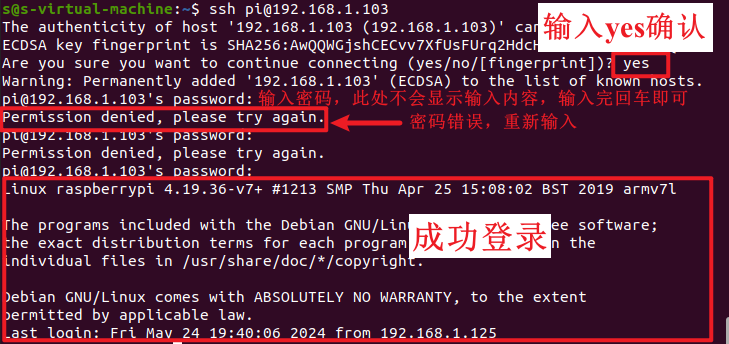 s@s-virtual-machine:~$ ssh pi@192.168.1.103
The authenticity of host '192.168.1.103 (192.168.1.103)' can
输入yes确认
ECDSA key fingerprint is SHA256:AwQQWGjshCECvv7XfUsFUrq2HdcH
Are you sure you want to continue connecting (yes/no/[fingerprint])? yes
Warning: Permanently added '192.168.1.103' (ECDSA) to the list of known hosts.
pi@192.168.1.103's password: 输入密码，此处不会显示输入内容，输入完回车即可
Permission denied, please try again.
密码错误，重新输入
pi@192.168.1.103's password:
Permission denied, please try again.
pi@192.168.1.103's password:
Linux raspberrypi 4.19.36-v7+ #1213 SMP Thu Apr 25 15:08:02 BST 2019 armv7l
The programs included with the Debian GNU/Linu ee software;
the exact distribution terms for each program n the
成功登录
individual files in /usr/share/doc/*/copyright.
Debian GNU/Linux comes with ABSOLUTELY NO WARRANTY, to the extent
permitted by applicable law.
Last login: Fri May 24 19:40:06 2024 from 192.168.1.125